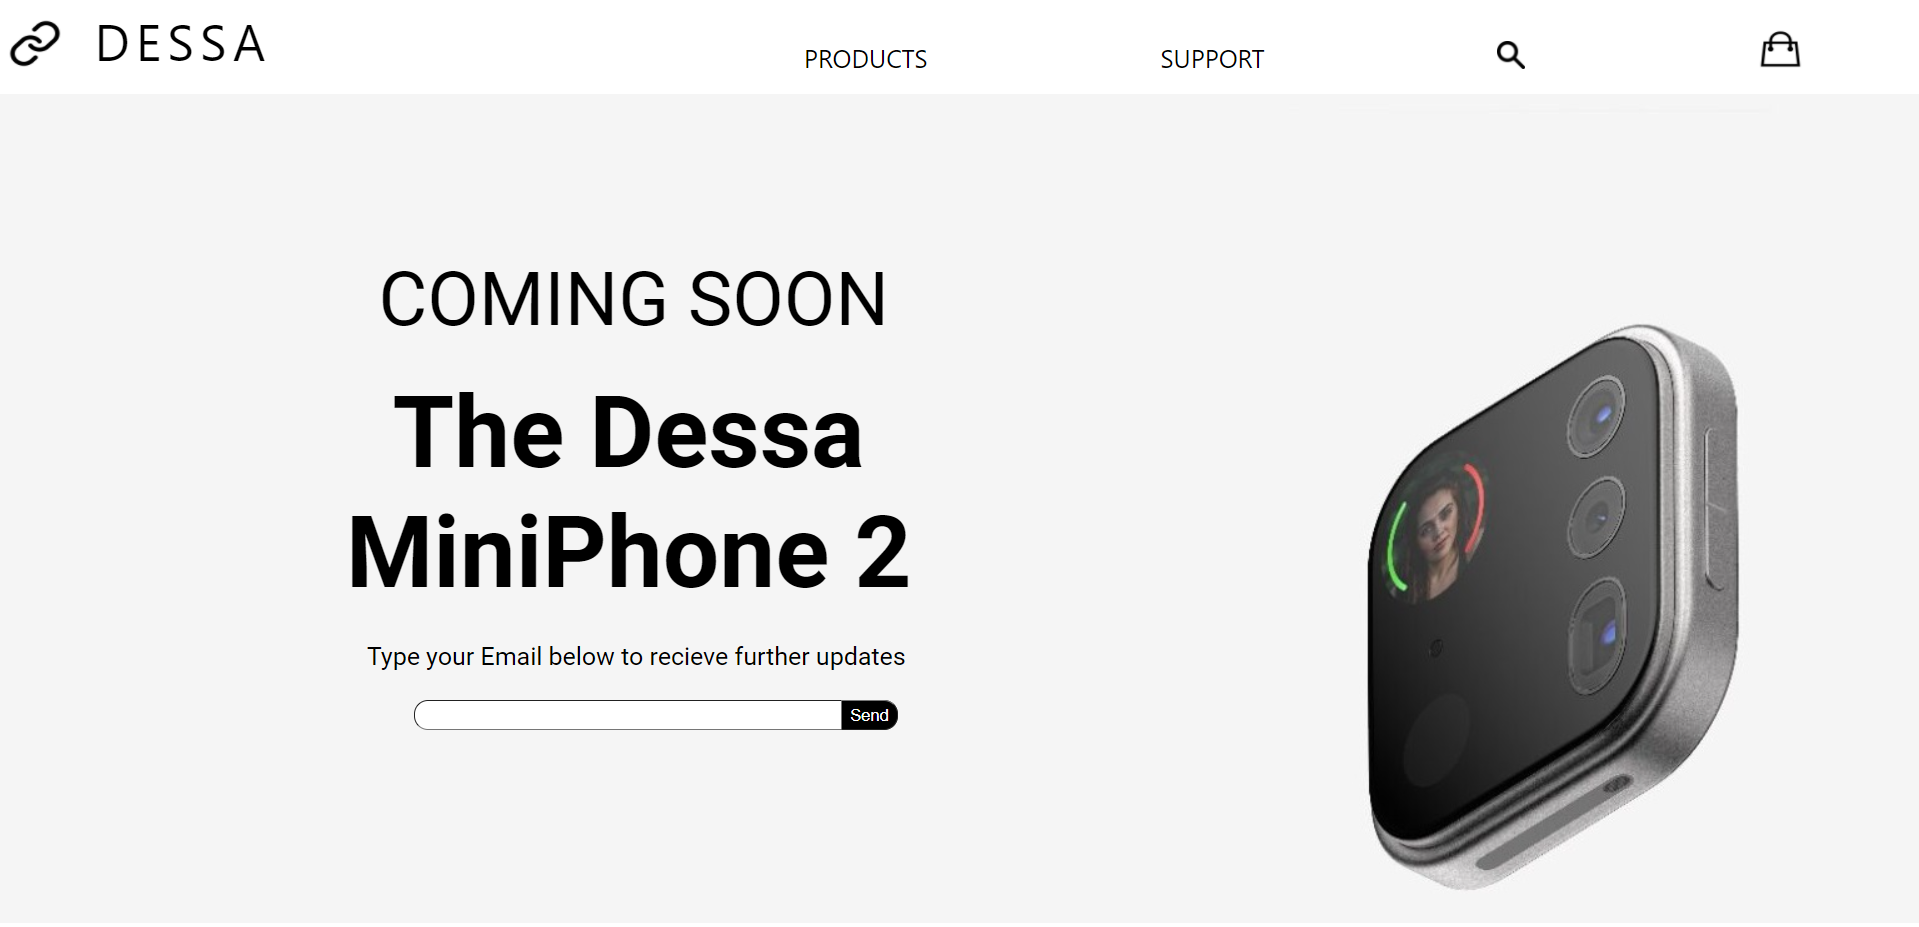 DESSA
PRODUCTS
SUPPORT
COMING SOON
The Dessa
MiniPhone 2
Type your Email below to recieve further updates
Send